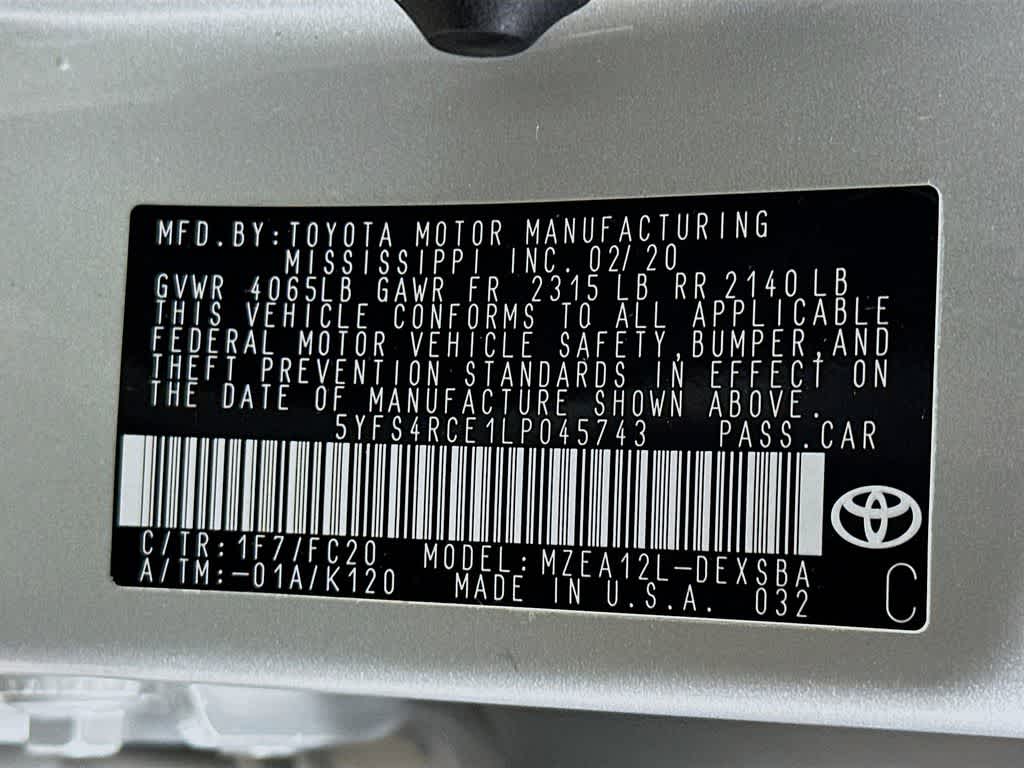 MFD.BY:TOYOTA MOTOR MANUFACTURING
MISSISSIPPI INC. 02/20
GVWR 4065LB GAWR FR 2315LB RR 2140LB
THIS VEHICLE CONFORMS TO ALL APPLICABLE
FEDERAL MOTOR VEHICLE SAFETY,BUMPER,AND
THEFT PREVENTION STANDARDS IN EFFECT ON
THE DATE OF MANUFACTURE SHOWN ABOVE.
5YFS4RCE1LP045743 PASS.CAR
C/TR:1F7/FC20 MODEL:MZEA12L-DEXSBA
A/TM:-01A/K120 MADE IN U.S.A. 032
C